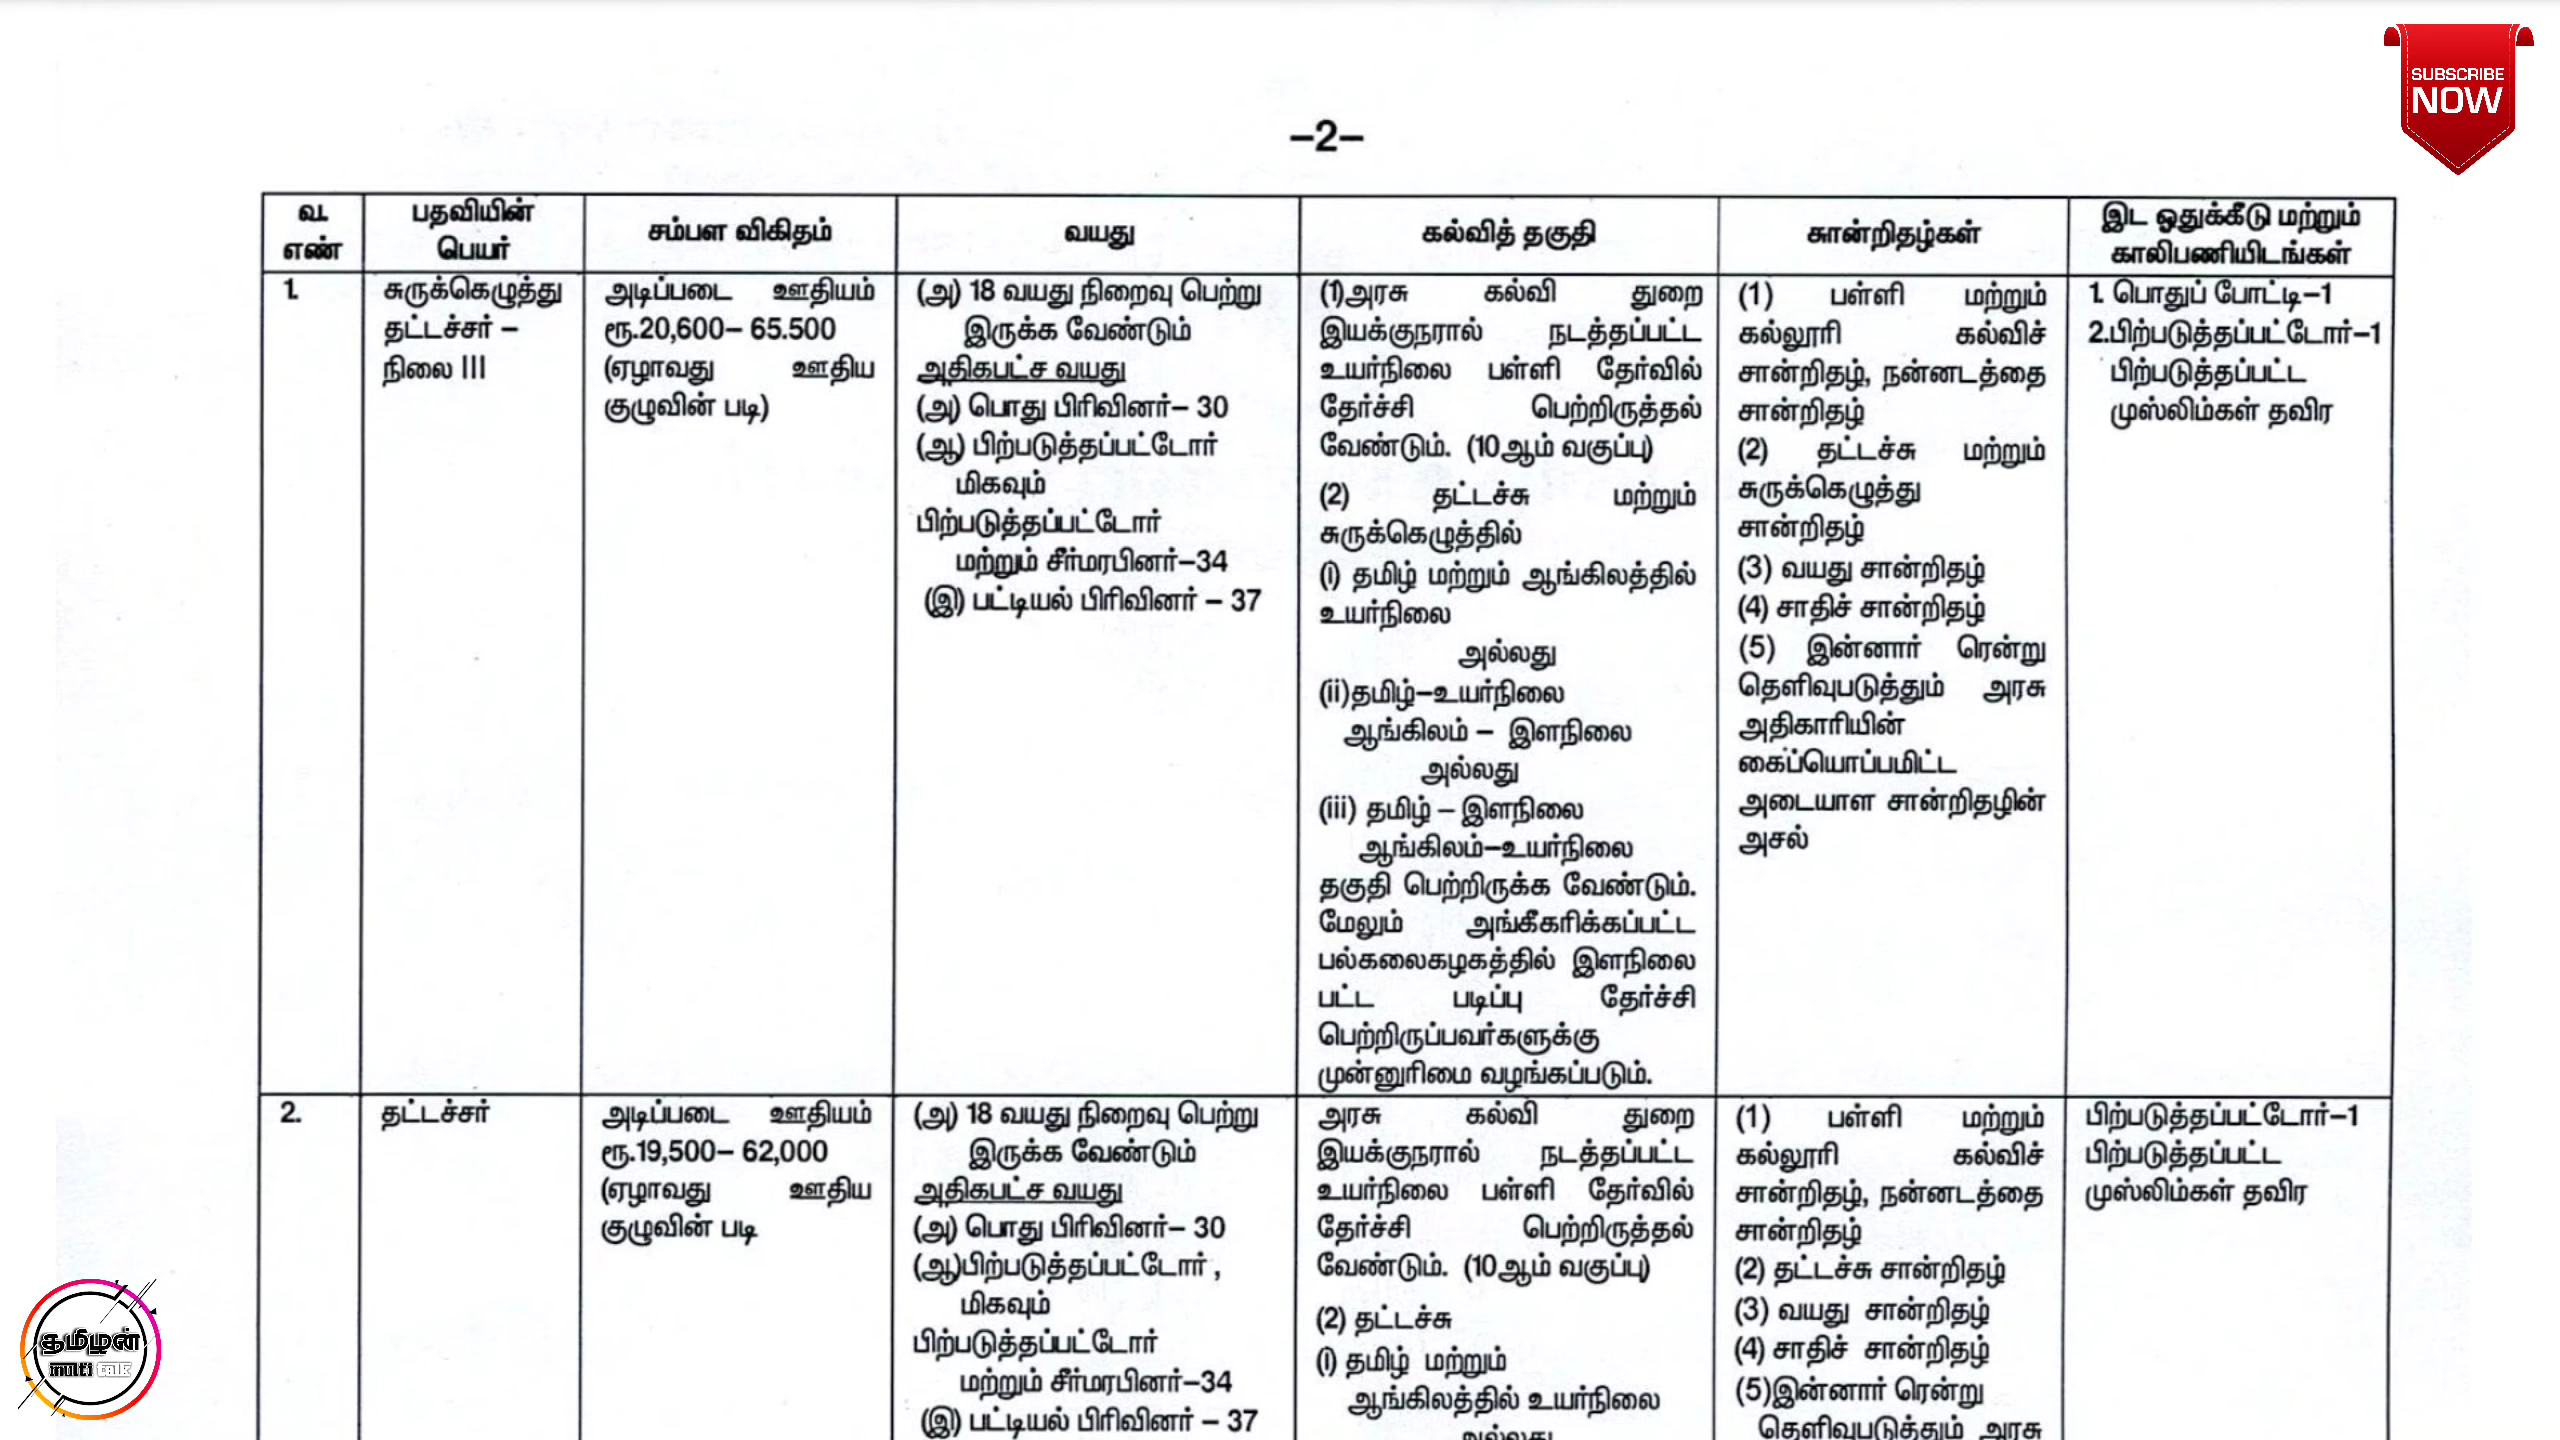 SUBSCRIBE
NOW
–2–
வ.
எண்
பதவியின்
பெயர்
சம்பள விகிதம்
வயது
கல்வித் தகுதி
சான்றிதழ்கள்
இட ஒதுக்கீடு மற்றும்
காலிபணியிடங்கள்
1.
சுருக்கெழுத்து
தட்டச்சர் –
நிலை III
அடிப்படை ஊதியம்
ரூ.20,600– 65.500
(ஏழாவது ஊதிய
குழுவின் படி)
(அ) 18 வயது நிறைவு பெற்று
இருக்க வேண்டும்
அதிகபட்ச வயது
(அ) பொது பிரிவினர்– 30
(ஆ) பிற்படுத்தப்பட்டோர்
மிகவும்
பிற்படுத்தப்பட்டோர்
மற்றும் சீர்மரபினர்–34
(இ) பட்டியல் பிரிவினர் – 37
(1)அரசு கல்வி துறை
இயக்குநரால் நடத்தப்பட்ட
உயர்நிலை பள்ளி தேர்வில்
தேர்ச்சி பெற்றிருத்தல்
வேண்டும். (10ஆம் வகுப்பு)
(2) தட்டச்சு மற்றும்
சுருக்கெழுத்தில்
(i) தமிழ் மற்றும் ஆங்கிலத்தில்
உயர்நிலை
அல்லது
(ii)தமிழ்–உயர்நிலை
ஆங்கிலம் – இளநிலை
அல்லது
(iii) தமிழ் – இளநிலை
ஆங்கிலம்–உயர்நிலை
தகுதி பெற்றிருக்க வேண்டும்.
மேலும் அங்கீகரிக்கப்பட்ட
பல்கலைகழகத்தில் இளநிலை
பட்ட படிப்பு தேர்ச்சி
பெற்றிருப்பவர்களுக்கு
முன்னுரிமை வழங்கப்படும்.
(1) பள்ளி மற்றும்
கல்லூரி கல்விச்
சான்றிதழ், நன்னடத்தை
சான்றிதழ்
(2) தட்டச்சு மற்றும்
சுருக்கெழுத்து
சான்றிதழ்
(3) வயது சான்றிதழ்
(4) சாதிச் சான்றிதழ்
(5) இன்னார் ரென்று
தெளிவுபடுத்தும் அரசு
அதிகாரியின்
கைப்யொப்பமிட்ட
அடையாள சான்றிதழின்
அசல்
1. பொதுப் போட்டி–1
2.பிற்படுத்தப்பட்டோர்–1
பிற்படுத்தப்பட்ட
முஸ்லிம்கள் தவிர
2.
தட்டச்சர்
அடிப்படை ஊதியம்
ரூ.19,500– 62,000
(ஏழாவது ஊதிய
குழுவின் படி
(அ) 18 வயது நிறைவு பெற்று
இருக்க வேண்டும்
அதிகபட்ச வயது
(அ) பொது பிரிவினர்– 30
(ஆ)பிற்படுத்தப்பட்டோர் ,
மிகவும்
பிற்படுத்தப்பட்டோர்
மற்றும் சீர்மரபினர்–34
(இ) பட்டியல் பிரிவினர் – 37
அரசு கல்வி துறை
இயக்குநரால் நடத்தப்பட்ட
உயர்நிலை பள்ளி தேர்வில்
தேர்ச்சி பெற்றிருத்தல்
வேண்டும். (10ஆம் வகுப்பு)
(2) தட்டச்சு
(i) தமிழ் மற்றும்
ஆங்கிலத்தில் உயர்நிலை
அல்லது
(1) பள்ளி மற்றும்
கல்லூரி கல்விச்
சான்றிதழ், நன்னடத்தை
சான்றிதழ்
(2) தட்டச்சு சான்றிதழ்
(3) வயது சான்றிதழ்
(4) சாதிச் சான்றிதழ்
(5)இன்னார் ரென்று
தெளிவுபடுத்தும் அரசு
பிற்படுத்தப்பட்டோர்–1
பிற்படுத்தப்பட்ட
முஸ்லிம்கள் தவிர
தமிழன்
multi talk